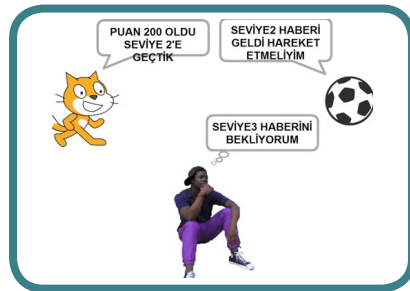 PUAN 200 OLDU
SEVİYE 2'E
GEÇTİK
SEVİYE2 HABERİ
GELDİ HAREKET
ETMELİYİM
SEVİYE3 HABERİNİ
BEKLİYORUM